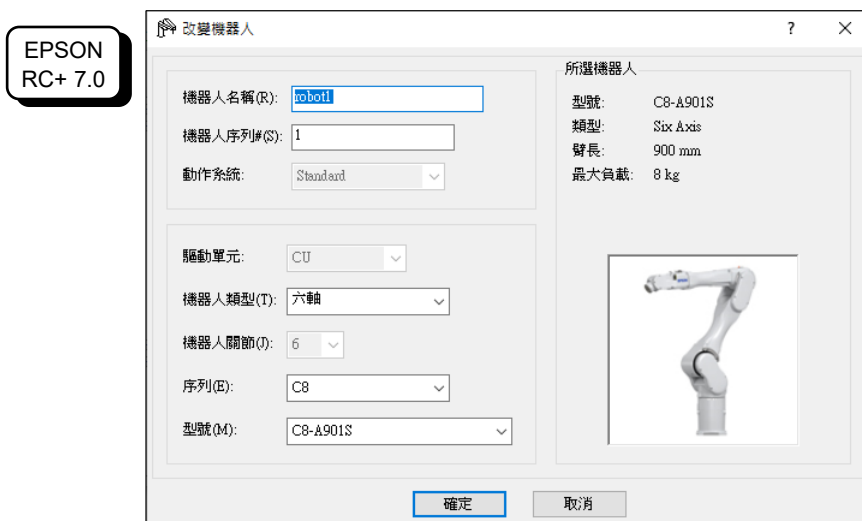 EPSON
RC+ 7.0
改變機器人
?
機器人名稱(R):
robot1
機器人序列#(S):
1
動作系統:
Standard
驅動單元:
CU
機器人類型(T):
六軸
機器人關節(J):
6
序列(E):
C8
型號(M):
C8-A901S
所選機器人
型號: C8-A901S
類型: Six Axis
臂長: 900 mm
最大負載: 8 kg
確定
取消